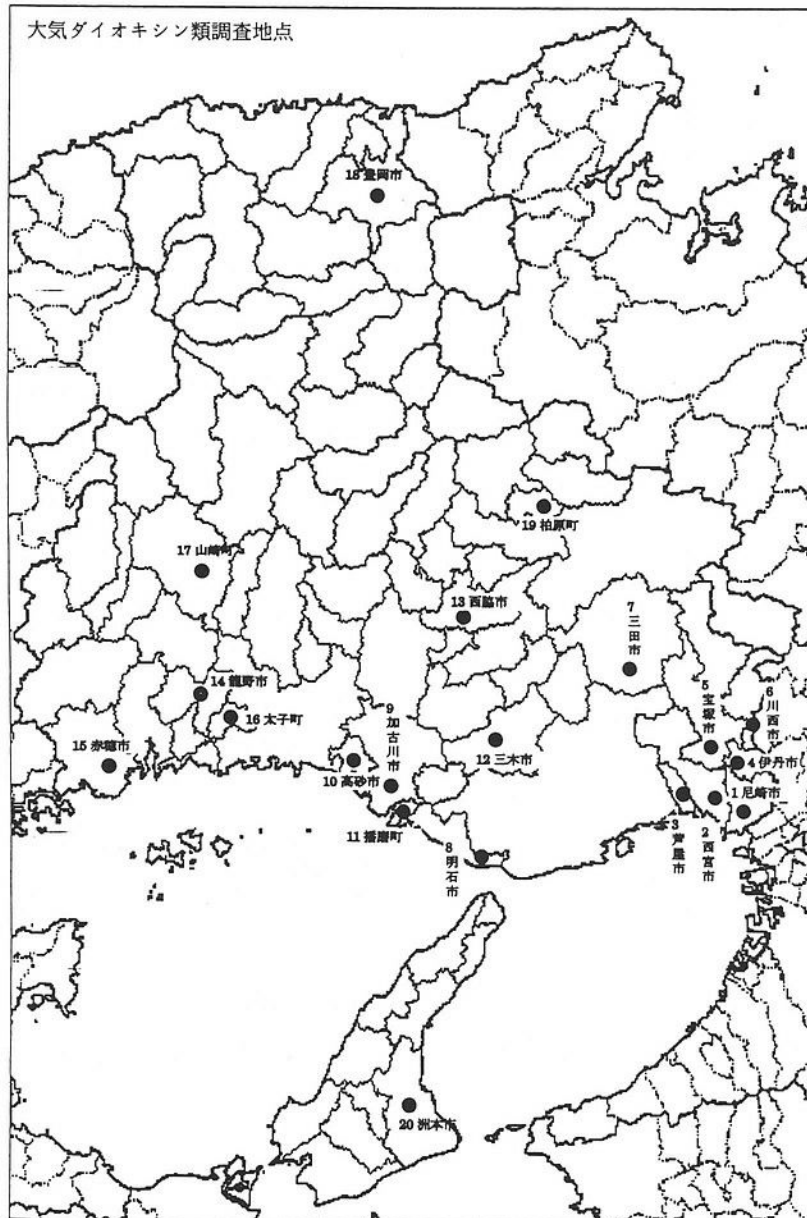 大気ダイオキシン類調査地点
18 豊岡市
19 柏原町
17 山崎町
13 西脇市
7 三田市
14 龍野市
16 太子町
15 赤穂市
9 加古川市
10 高砂市
11 播磨町
12 三木市
8 明石市
5 宝塚市
6 川西市
4 伊丹市
1 尼崎市
2 西宮市
3 芦屋市
20 洲本市